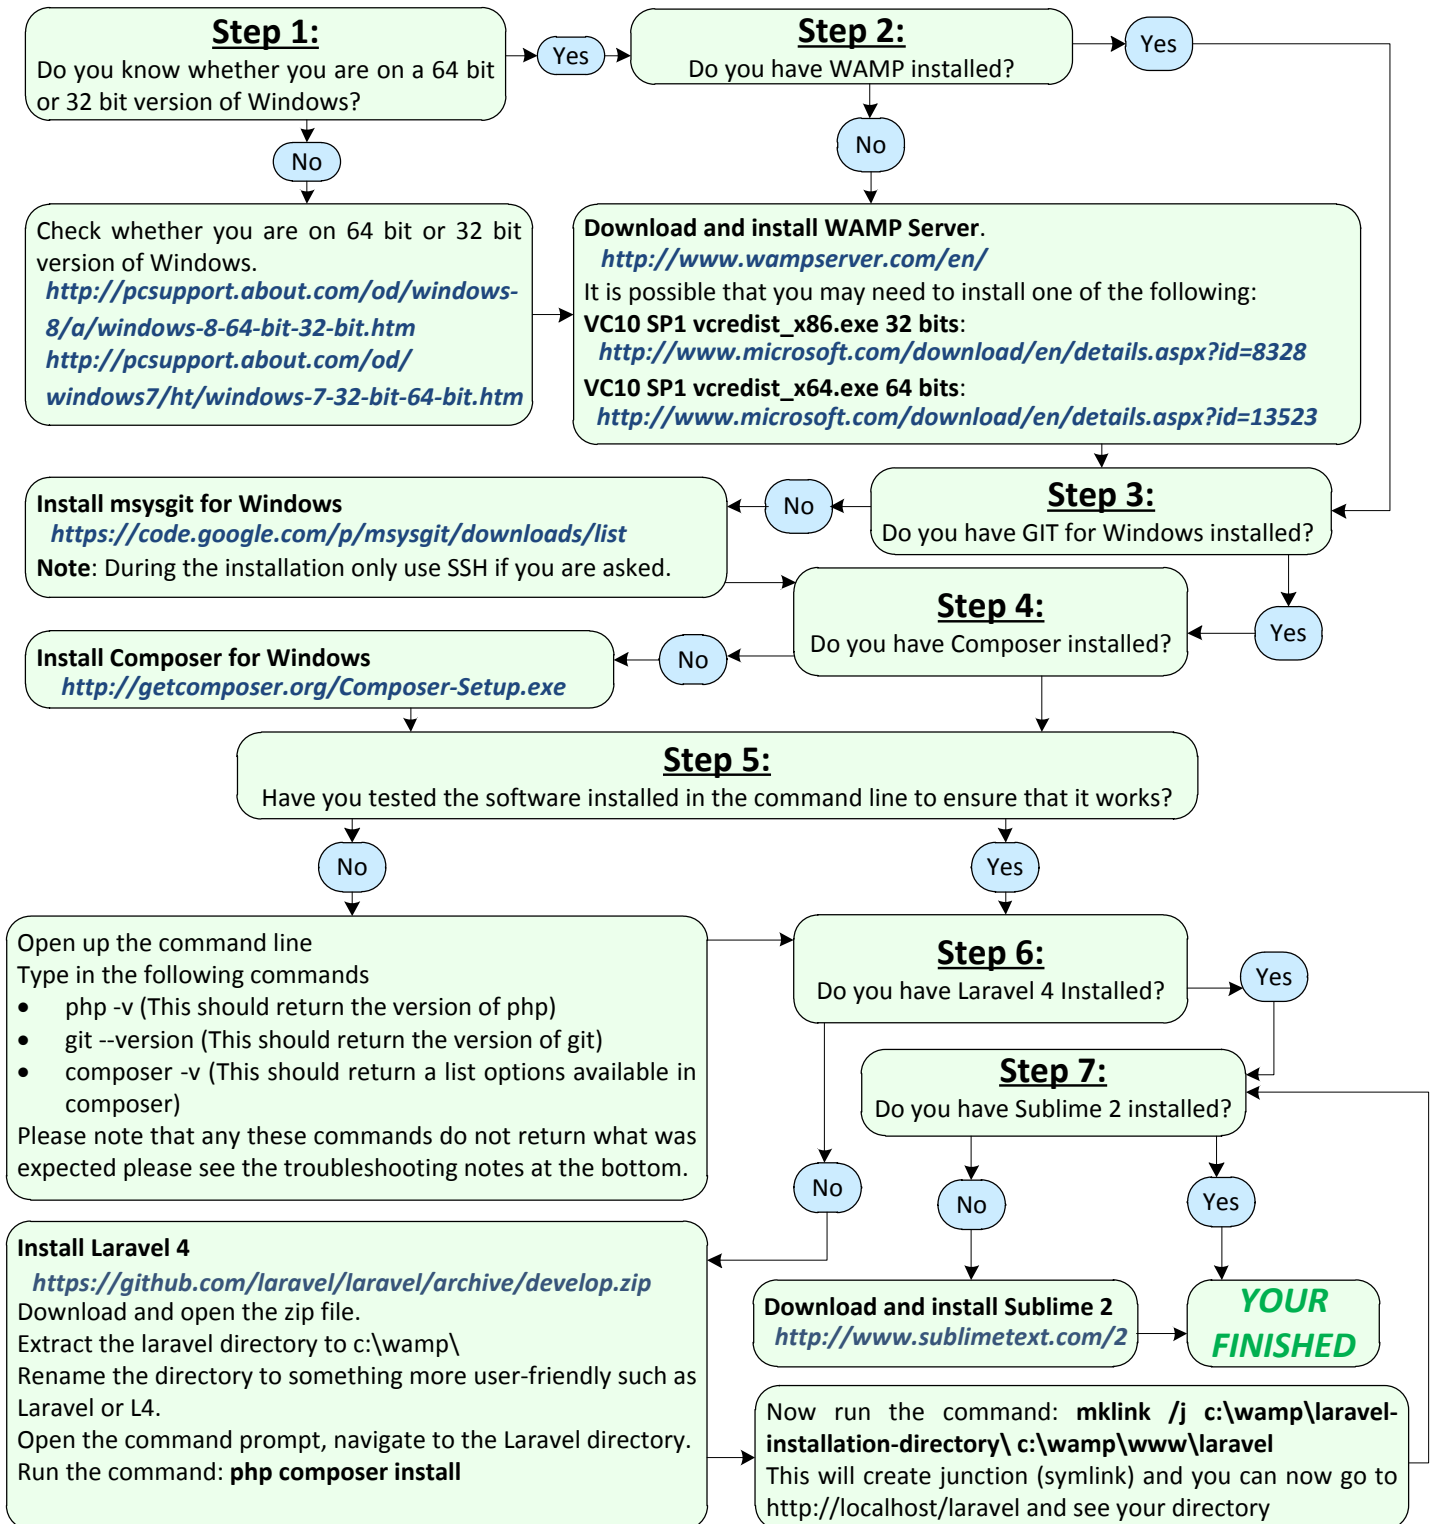 Step 1:
Do you know whether you are on a 64 bit
or 32 bit version of Windows?
Yes
Step 2:
Do you have WAMP installed?
Yes
No
No
Check whether you are on 64 bit or 32 bit
version of Windows.
http://pcsupport.about.com/od/windows-
8/a/windows-8-64-bit-32-bit.htm
http://pcsupport.about.com/od/
windows7/ht/windows-7-32-bit-64-bit.htm
Download and install WAMP Server.
http://www.wampserver.com/en/
It is possible that you may need to install one of the following:
VC10 SP1 vcredist_x86.exe 32 bits:
http://www.microsoft.com/download/en/details.aspx?id=8328
VC10 SP1 vcredist_x64.exe 64 bits:
http://www.microsoft.com/download/en/details.aspx?id=13523
Step 3:
Do you have GIT for Windows installed?
No
Install msysgit for Windows
https://code.google.com/p/msysgit/downloads/list
Note: During the installation only use SSH if you are asked.
Yes
Step 4:
Do you have Composer installed?
No
Install Composer for Windows
http://getcomposer.org/Composer-Setup.exe
Step 5:
Have you tested the software installed in the command line to ensure that it works?
No
Yes
Open up the command line
Type in the following commands
• php -v (This should return the version of php)
• git --version (This should return the version of git)
• composer -v (This should return a list options available in
composer)
Please note that any these commands do not return what was
expected please see the troubleshooting notes at the bottom.
Step 6:
Do you have Laravel 4 Installed?
Yes
No
Step 7:
Do you have Sublime 2 installed?
No
Yes
Install Laravel 4
https://github.com/laravel/laravel/archive/develop.zip
Download and open the zip file.
Extract the laravel directory to c:\wamp\
Rename the directory to something more user-friendly such as
Laravel or L4.
Open the command prompt, navigate to the Laravel directory.
Run the command: php composer install
Download and install Sublime 2
http://www.sublimetext.com/2
YOUR
FINISHED
Now run the command: mklink /j c:\wamp\laravel-
installation-directory\ c:\wamp\www\laravel
This will create junction (symlink) and you can now go to
http://localhost/laravel and see your directory